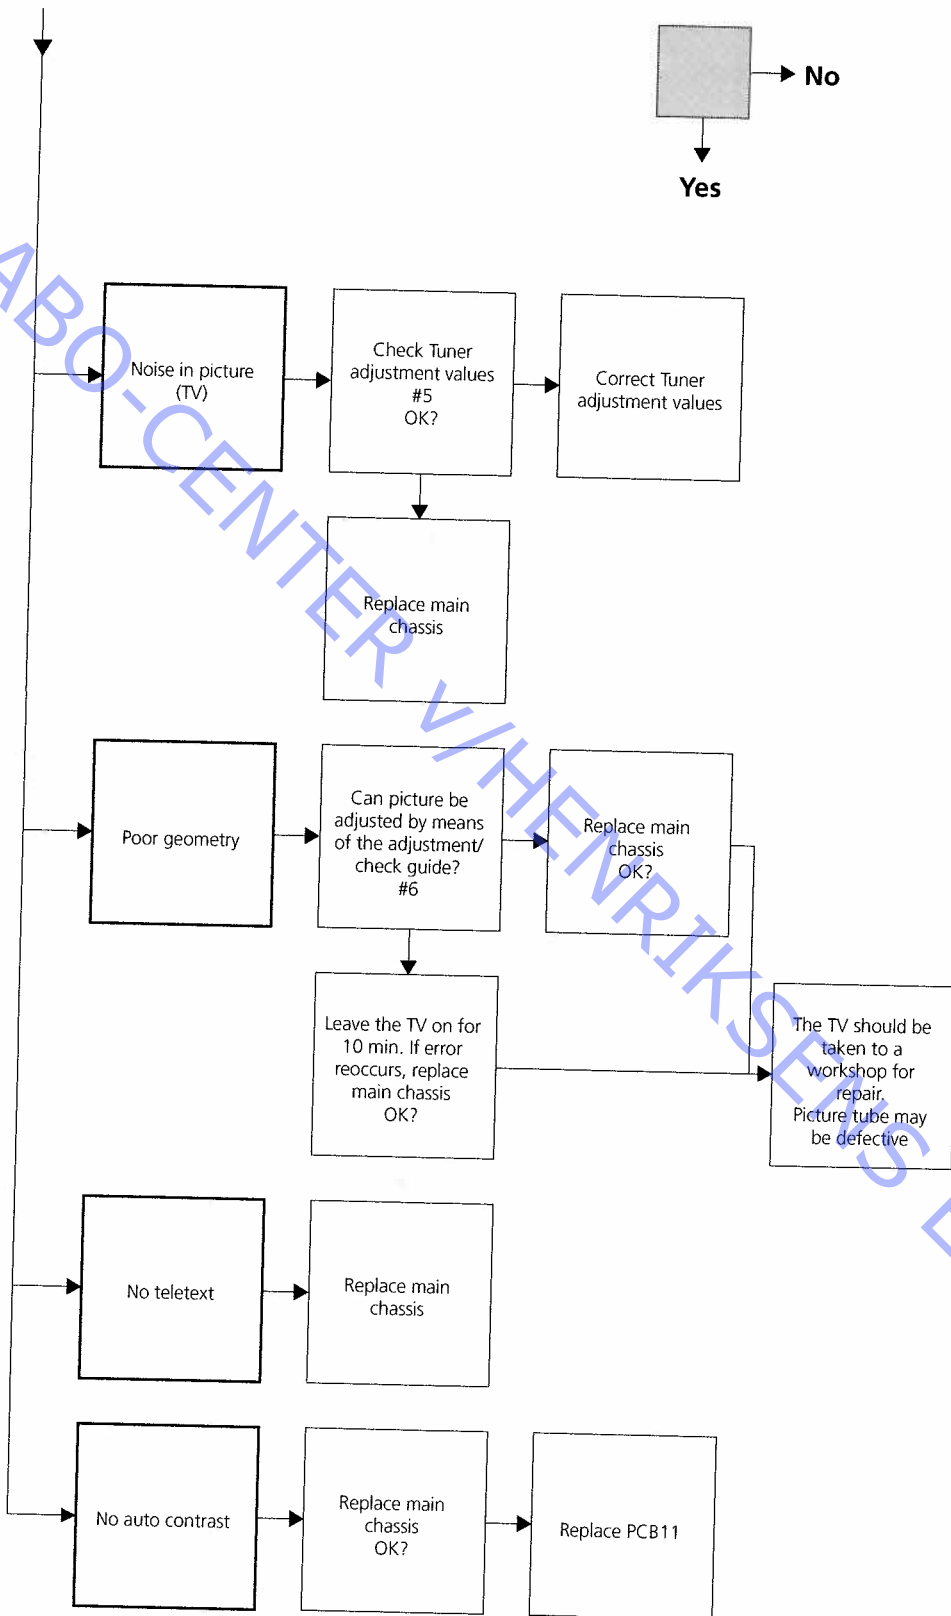 No
Yes
Noise in picture
(TV)
Check Tuner
adjustment values
#5
OK?
Correct Tuner
adjustment values
Replace main
chassis
Poor geometry
Can picture be
adjusted by means
of the adjustment/
check guide?
#6
Replace main
chassis
OK?
Leave the TV on for
10 min. If error
reoccurs, replace
main chassis
OK?
The TV should be
taken to a
workshop for
repair.
Picture tube may
be defective
No teletext
Replace main
chassis
No auto contrast
Replace main
chassis
OK?
Replace PCB11
ABO-CENTER v/HENRIKSENS